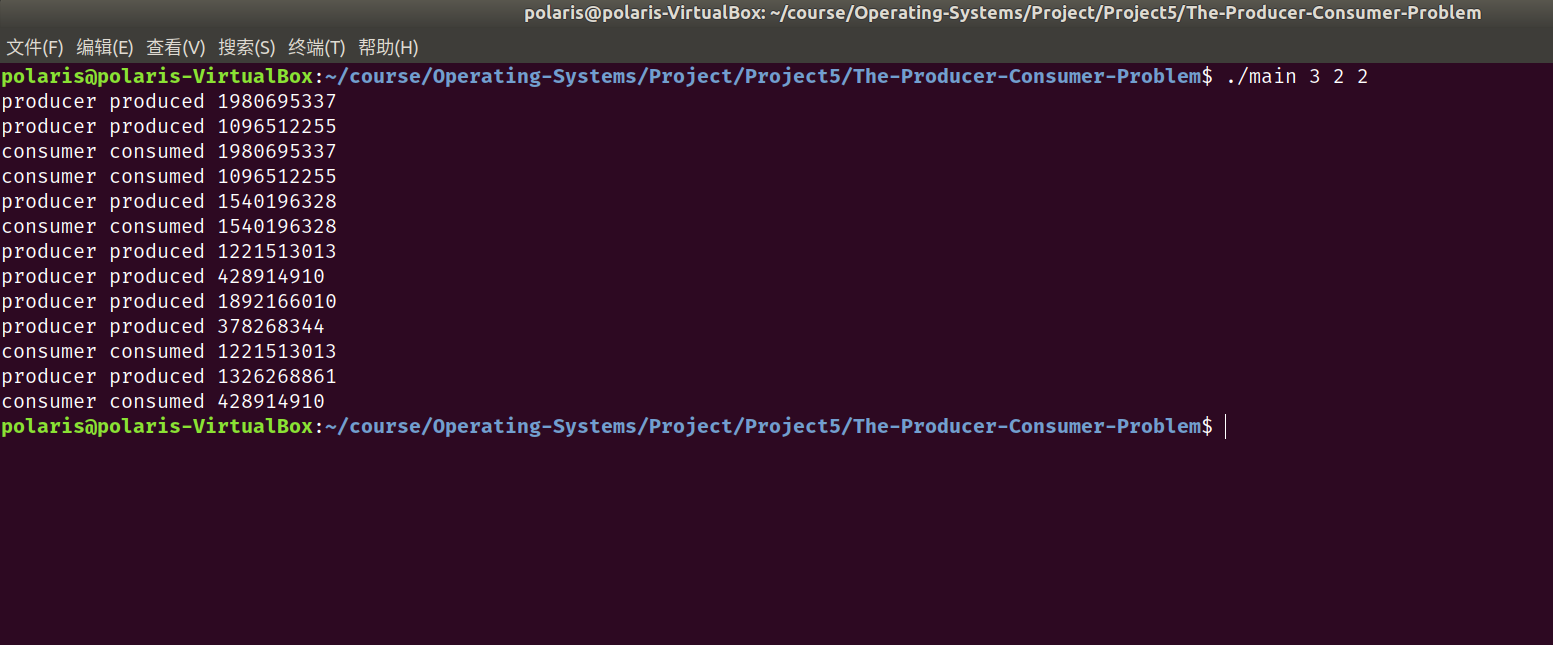 polaris@polaris-VirtualBox: ~/course/Operating-Systems/Project/Project5/The-Producer-Consumer-Problem
文件(F) 编辑(E) 查看(V) 搜索(S) 终端(T) 帮助(H)
polaris@polaris-VirtualBox:~/course/Operating-Systems/Project/Project5/The-Producer-Consumer-Problem$ ./main 3 2 2
producer produced 1980695337
producer produced 1096512255
consumer consumed 1980695337
consumer consumed 1096512255
producer produced 1540196328
consumer consumed 1540196328
producer produced 1221513013
producer produced 428914910
producer produced 1892166010
producer produced 378268344
consumer consumed 1221513013
producer produced 1326268861
consumer consumed 428914910
polaris@polaris-VirtualBox:~/course/Operating-Systems/Project/Project5/The-Producer-Consumer-Problem$